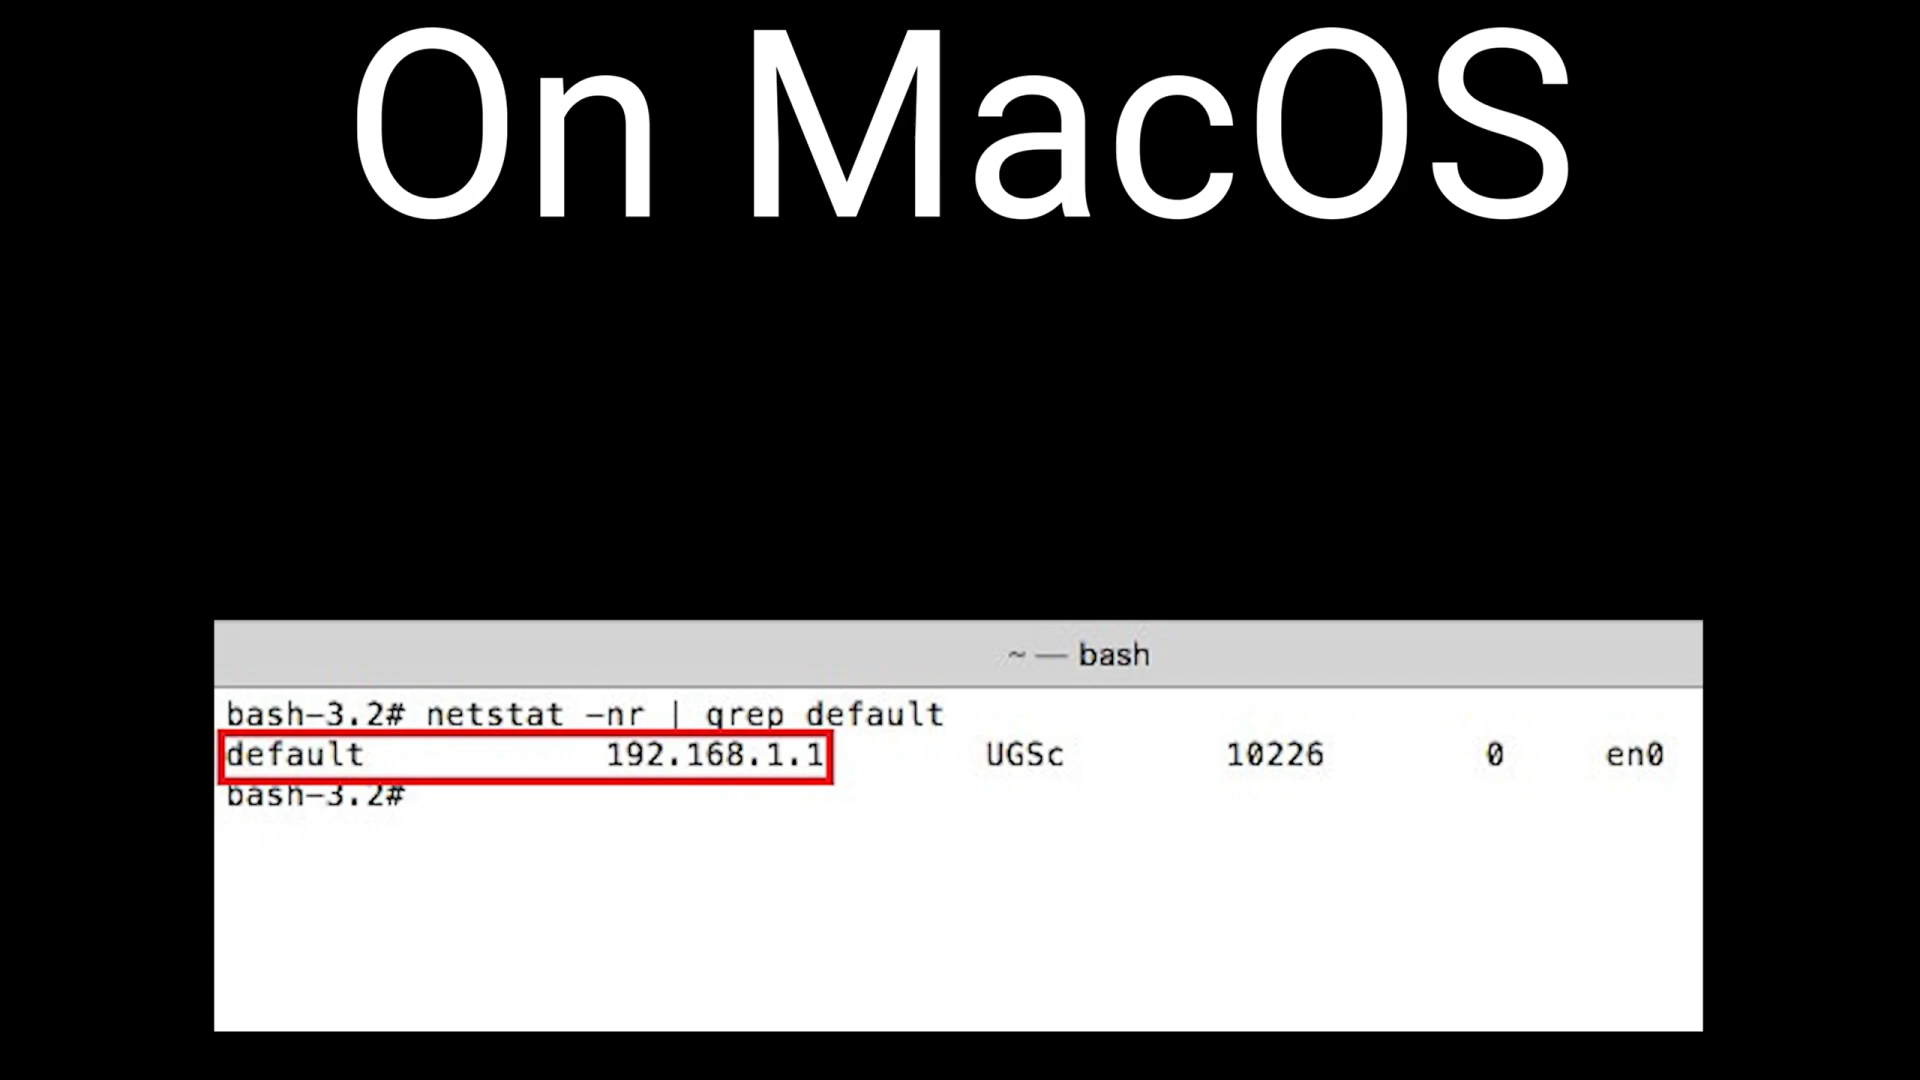 On MacOS
~ — bash
bash-3.2# netstat -nr | grep default
default 192.168.1.1 UGSc 10226 0 en0
bash-3.2#